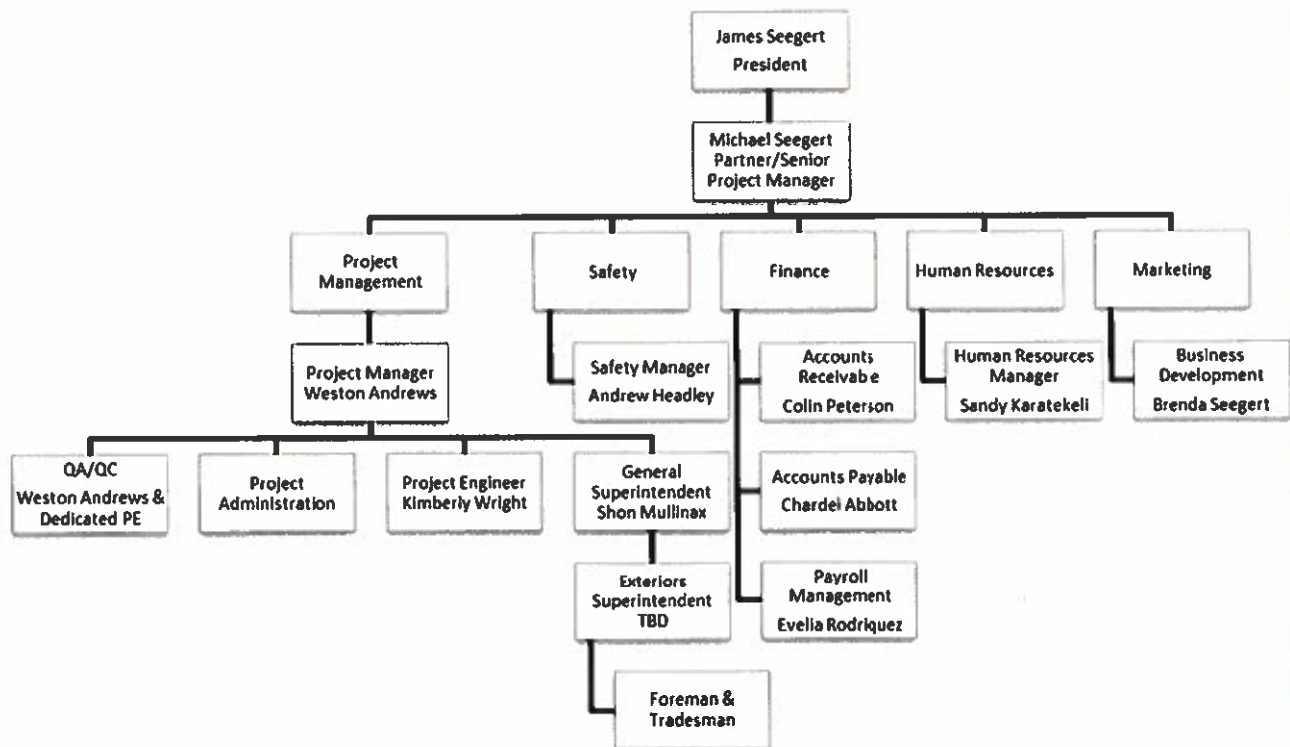 James Seegert
President
Michael Seegert
Partner/Senior
Project Manager
Project
Management
Safety
Finance
Human Resources
Marketing
Project Manager
Weston Andrews
Safety Manager
Andrew Headley
Accounts
Receivable
Colin Peterson
Human Resources
Manager
Sandy Karatekeli
Business
Development
Brenda Seegert
QA/QC
Weston Andrews &
Dedicated PE
Project
Administration
Project Engineer
Kimberly Wright
General
Superintendent
Shon Mullinax
Accounts Payable
Chardel Abbott
Exteriors
Superintendent
TBD
Payroll
Management
Evelia Rodriquez
Foreman &
Tradesman